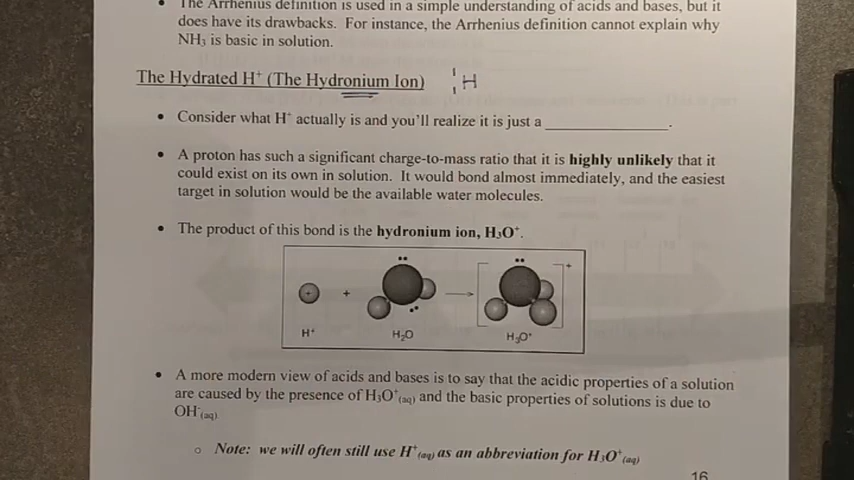 • The Arrhenius definition is used in a simple understanding of acids and bases, but it
does have its drawbacks. For instance, the Arrhenius definition cannot explain why
NH₃ is basic in solution.
The Hydrated H⁺ (The Hydronium Ion) ¹₁H
• Consider what H⁺ actually is and you'll realize it is just a ____________.
• A proton has such a significant charge-to-mass ratio that it is highly unlikely that it
could exist on its own in solution. It would bond almost immediately, and the easiest
target in solution would be the available water molecules.
• The product of this bond is the hydronium ion, H₃O⁺.
+ + → +
H⁺ H₂O H₃O⁺
• A more modern view of acids and bases is to say that the acidic properties of a solution
are caused by the presence of H₃O⁺(aq) and the basic properties of solutions is due to
OH⁻(aq)
○ Note: we will often still use H⁺(aq) as an abbreviation for H₃O⁺(aq)
16